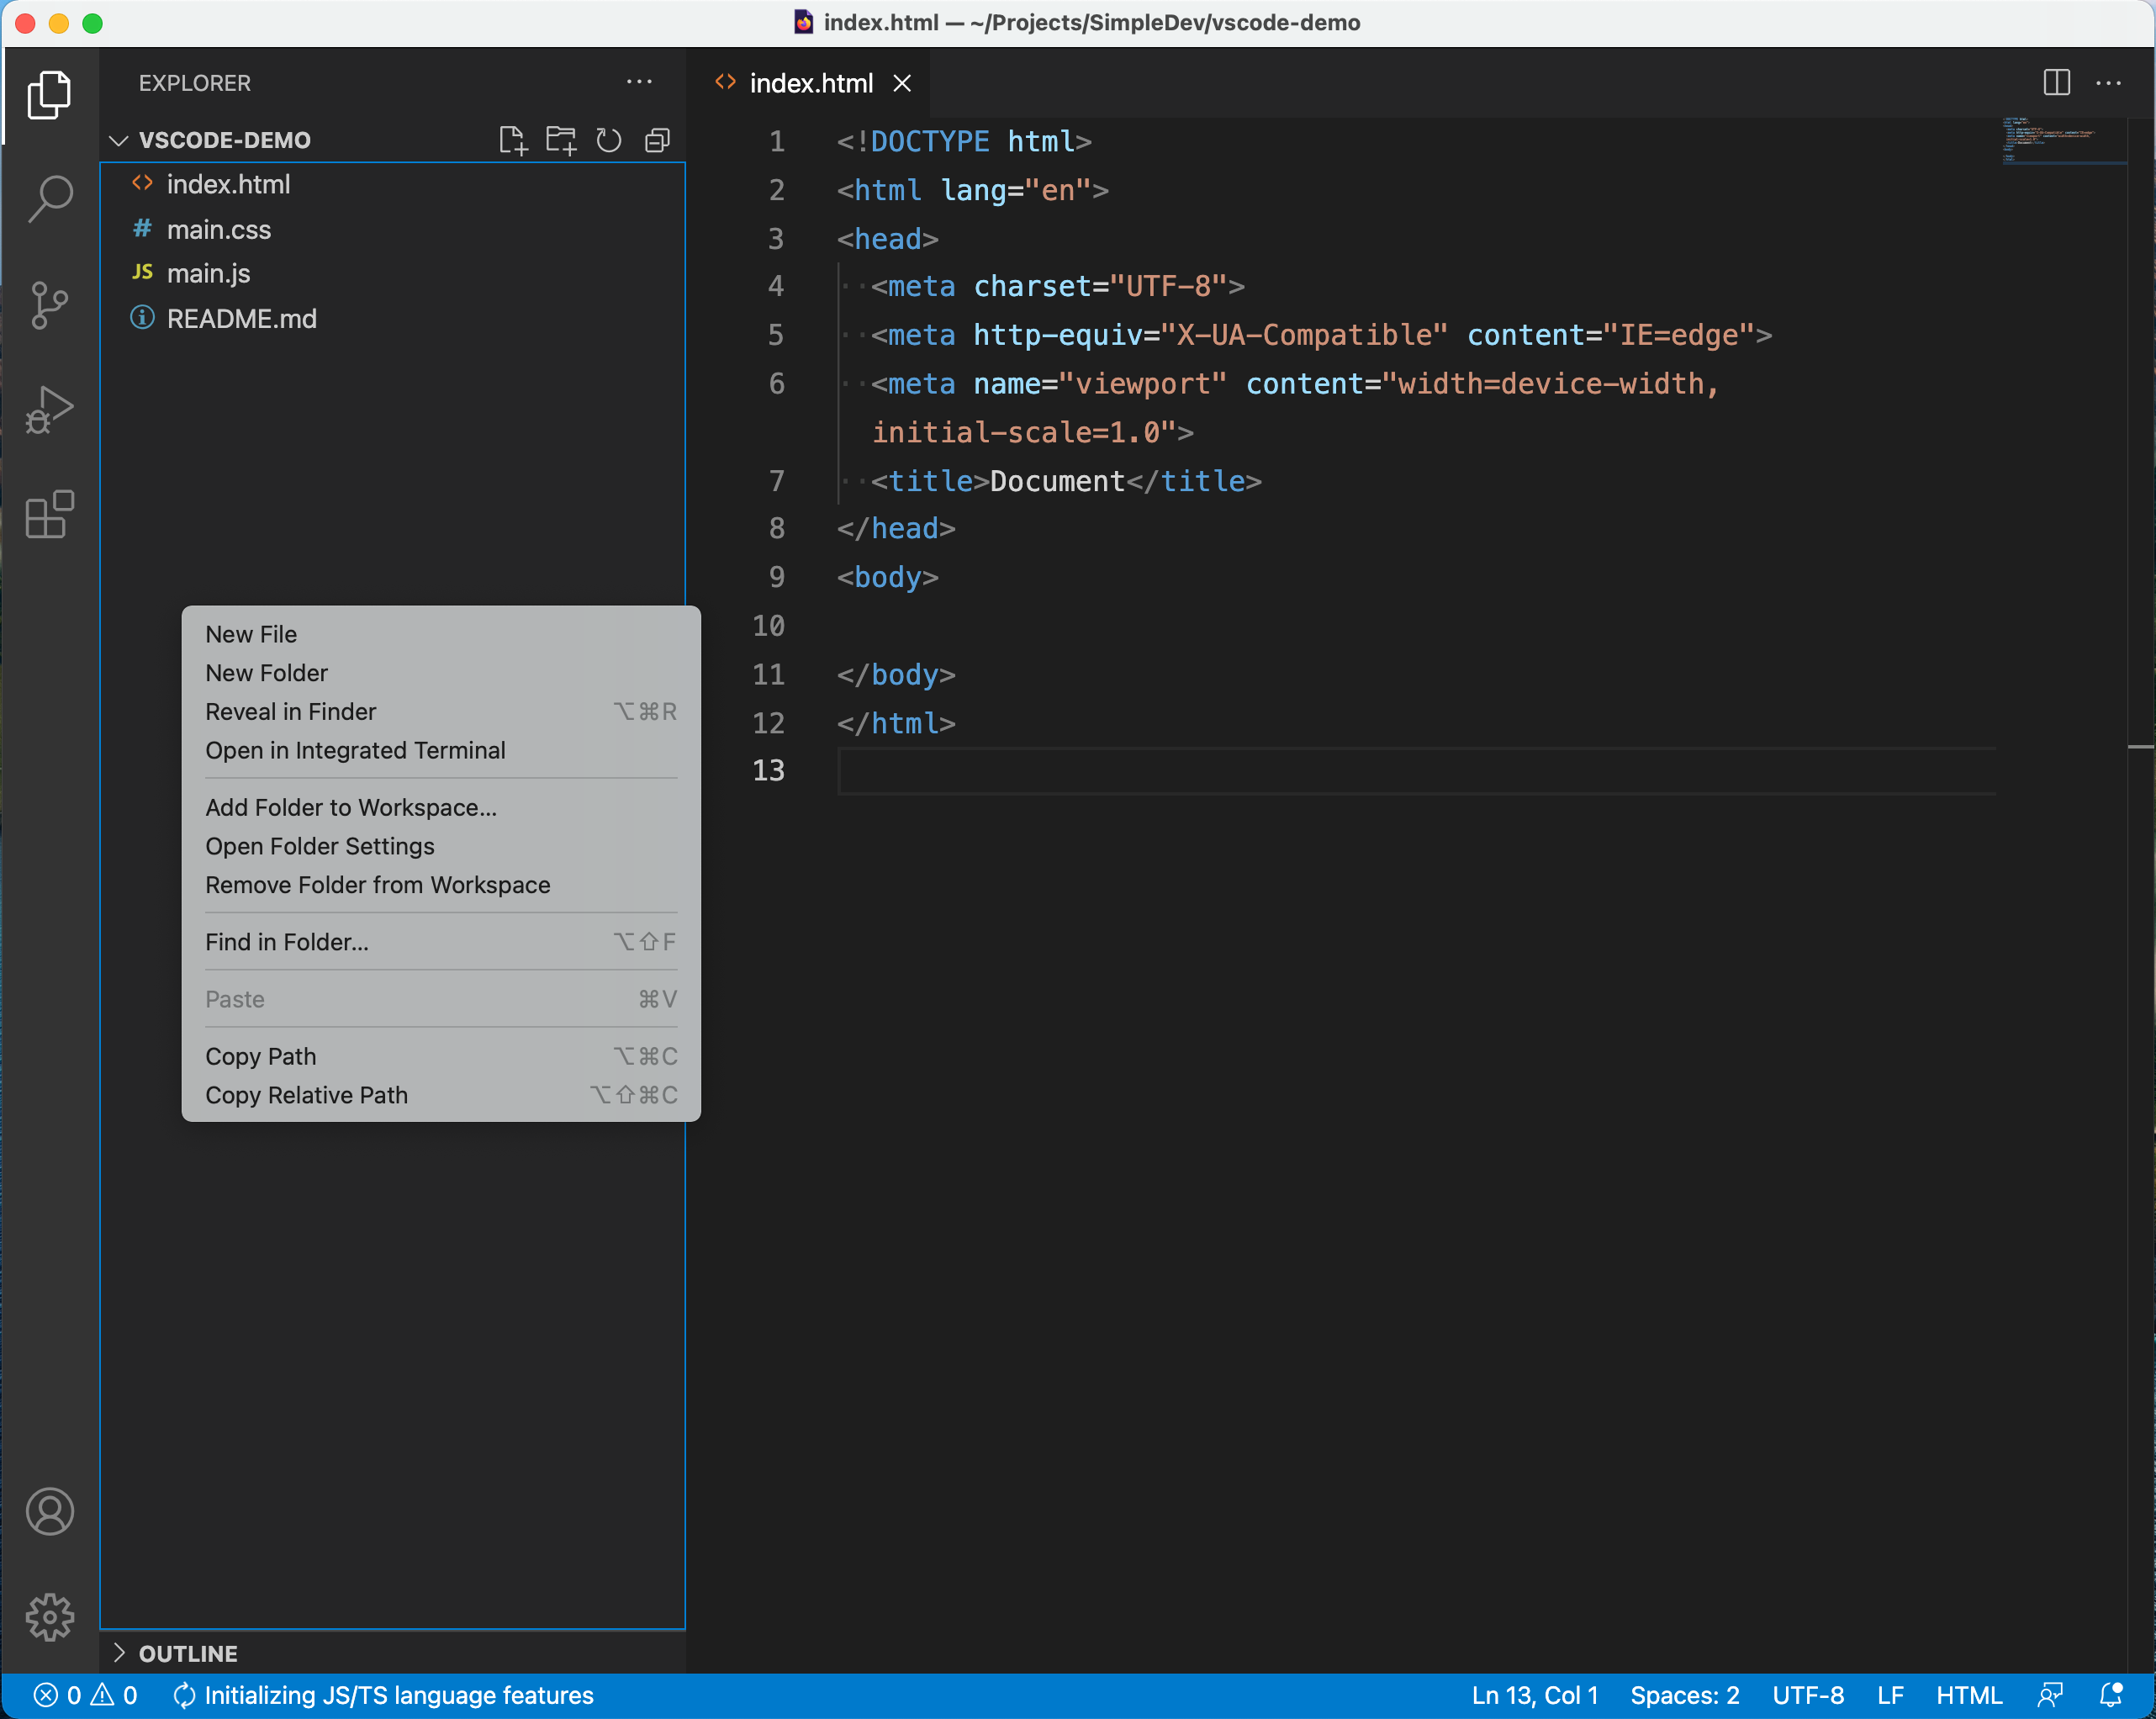 index.html — ~/Projects/SimpleDev/vscode-demo
EXPLORER
VSCODE-DEMO
index.html
# main.css
JS main.js
README.md
New File
New Folder
Reveal in Finder ⌥⌘R
Open in Integrated Terminal
Add Folder to Workspace...
Open Folder Settings
Remove Folder from Workspace
Find in Folder... ⌥⇧F
Paste ⌘V
Copy Path ⌥⌘C
Copy Relative Path ⌥⇧⌘C
OUTLINE
<> index.html
1 <!DOCTYPE html>
2 <html lang="en">
3 <head>
4 ··<meta charset="UTF-8">
5 ··<meta http-equiv="X-UA-Compatible" content="IE=edge">
6 ··<meta name="viewport" content="width=device-width,
initial-scale=1.0">
7 ··<title>Document</title>
8 </head>
9 <body>
10
11 </body>
12 </html>
13
0 0 Initializing JS/TS language features
Ln 13, Col 1 Spaces: 2 UTF-8 LF HTML